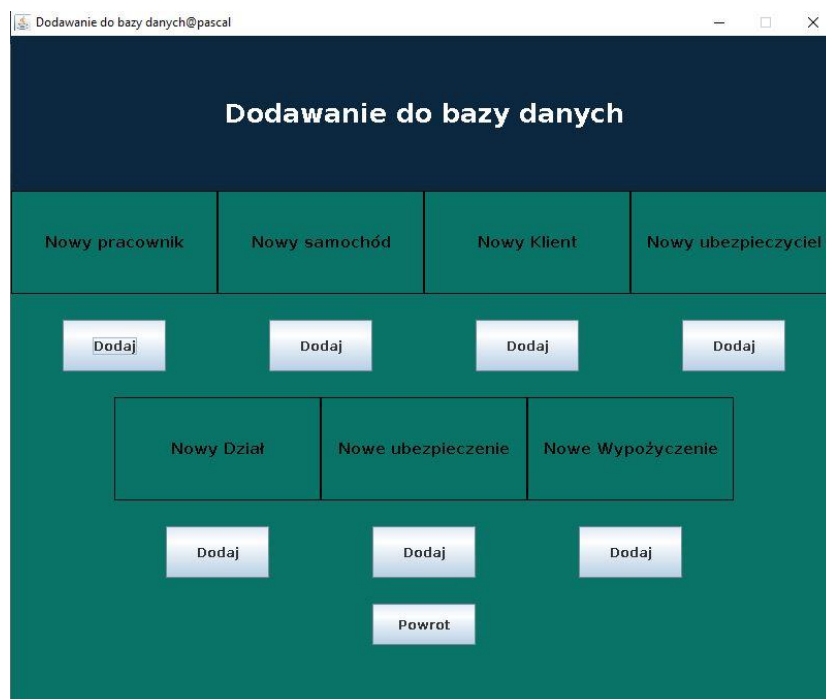 Dodawanie do bazy danych@pascal
Dodawanie do bazy danych
Nowy pracownik
Nowy samochód
Nowy Klient
Nowy ubezpieczyciel
Dodaj
Dodaj
Dodaj
Dodaj
Nowy Dział
Nowe ubezpieczenie
Nowe Wypożyczenie
Dodaj
Dodaj
Dodaj
Powrot